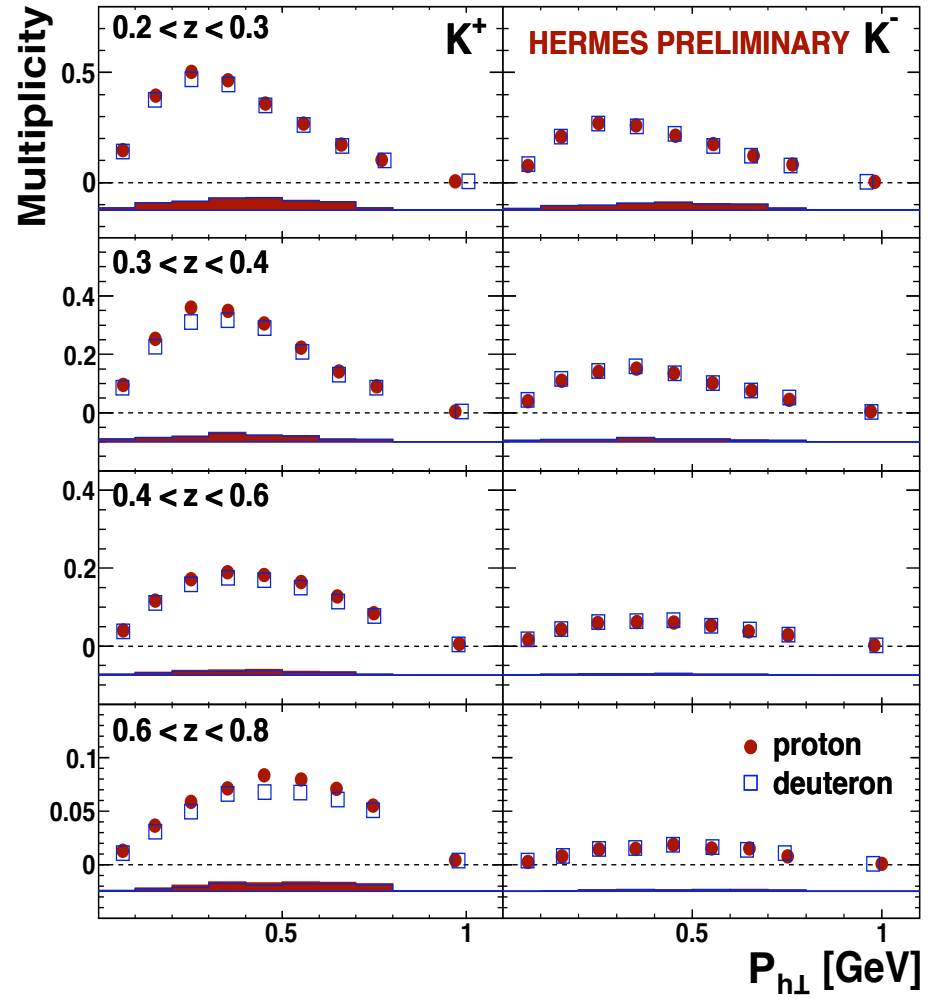 Multiplicity
0.2 < z < 0.3
K+
HERMES PRELIMINARY K-
0.5
0
0.3 < z < 0.4
0.4
0.2
0
0.4 < z < 0.6
0.4
0.2
0
0.6 < z < 0.8
0.1
0.05
0
proton
deuteron
0.5 1 0.5 1
Ph⊥ [GeV]